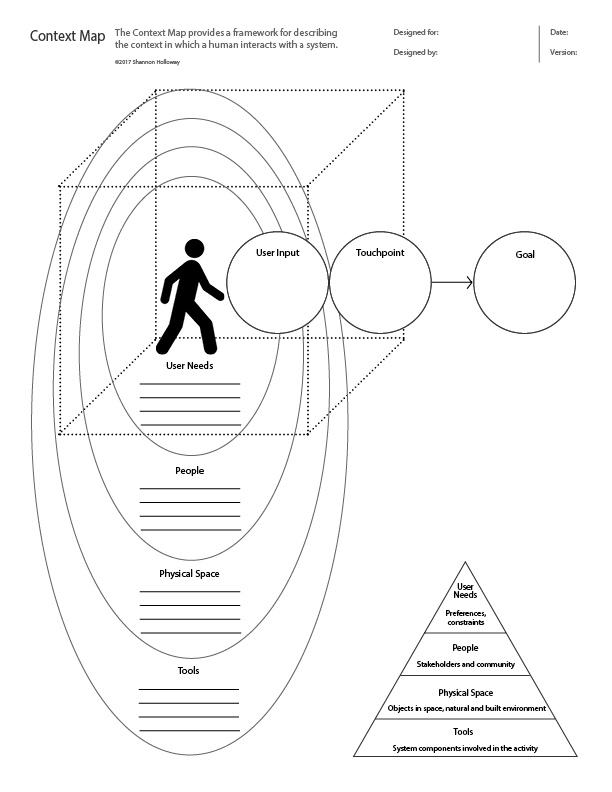 Context Map
The Context Map provides a framework for describing
the context in which a human interacts with a system.
©2017 Shannon Holloway
Designed for:
Designed by:
Date:
Version:
User Input
Touchpoint
Goal
User Needs
People
Physical Space
Tools
User
Needs
Preferences,
constraints
People
Stakeholders and community
Physical Space
Objects in space, natural and built environment
Tools
System components involved in the activity